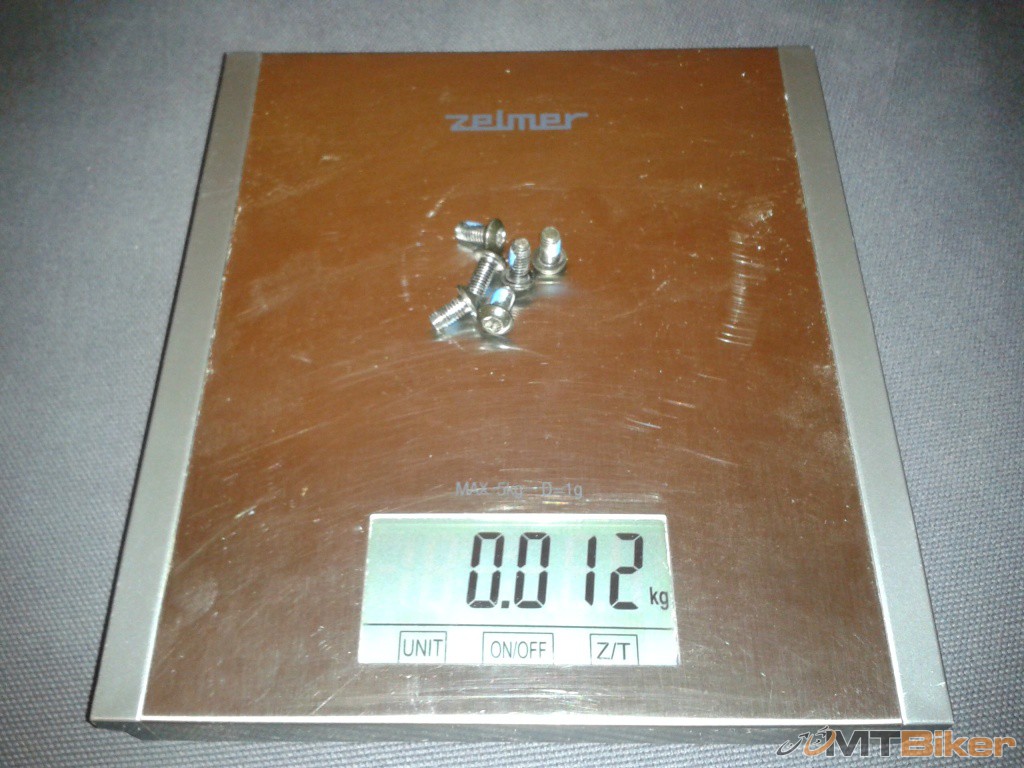 zelmer
MAX 5kg D=1g
0.012 kg
UNIT ON/OFF Z/T
MTBiker